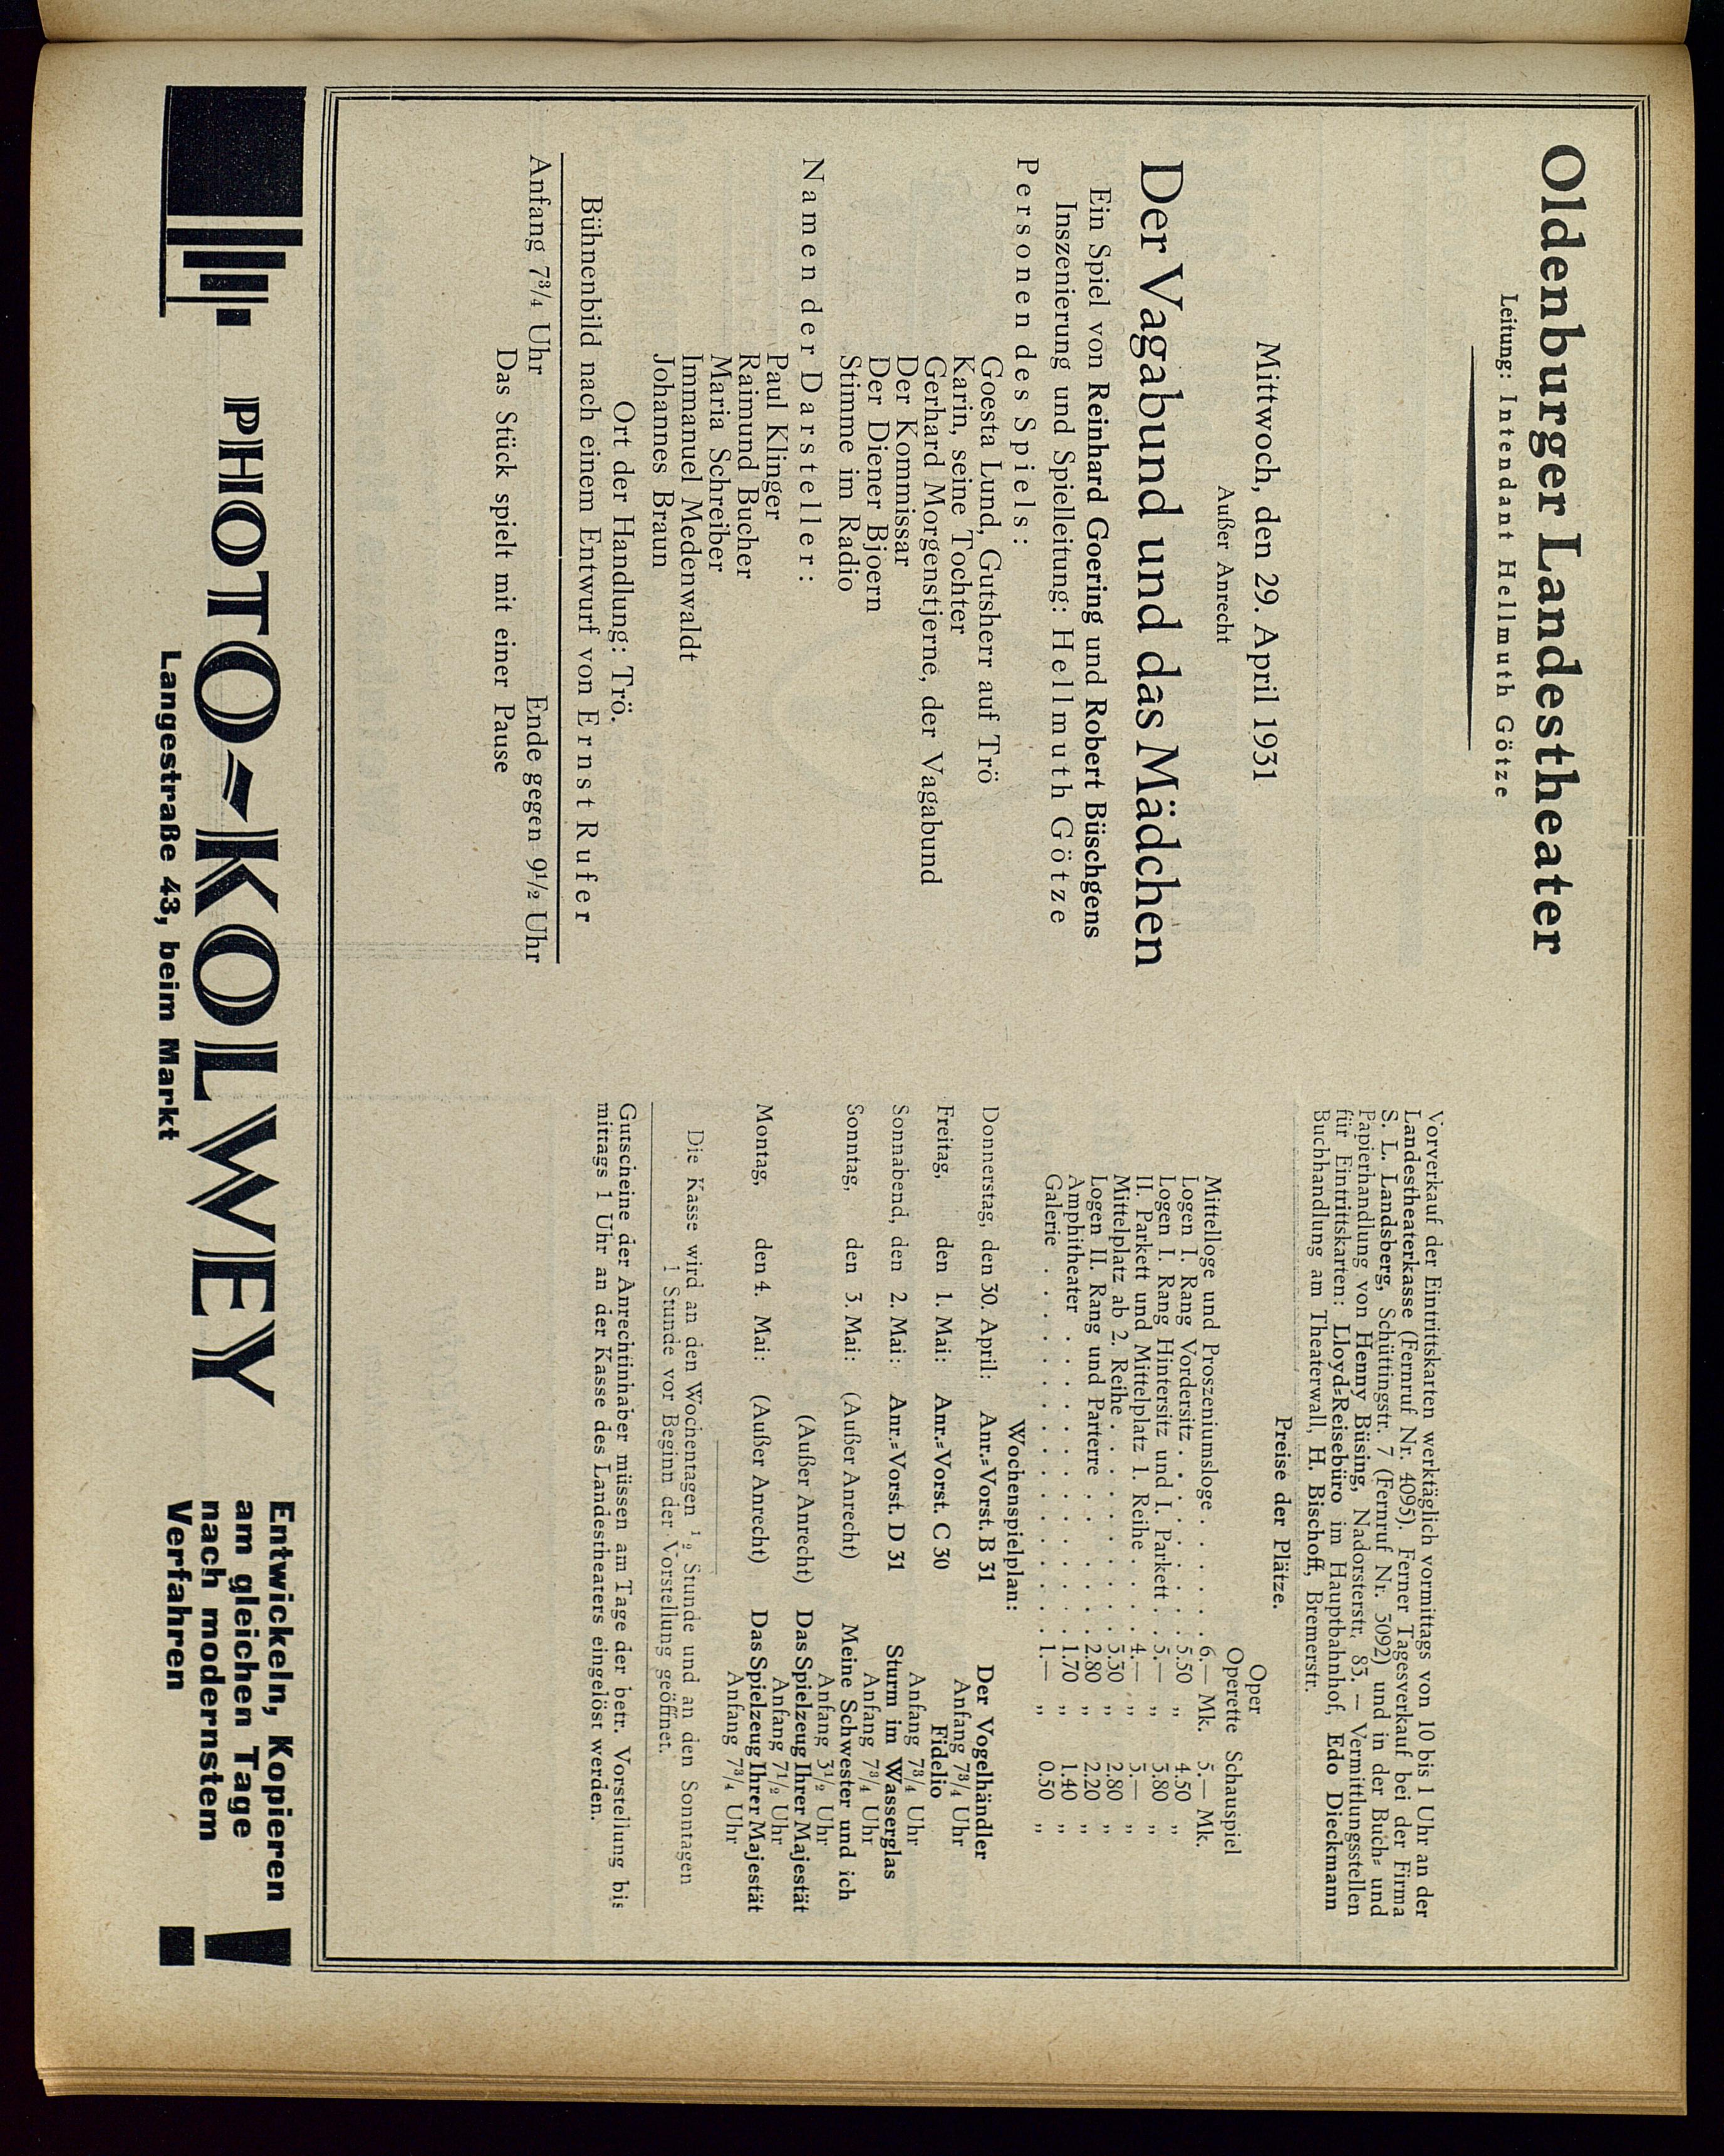 Oldenburger Landestheater
Leitung: Intendant Hellmuth Götze
Mittwoch, den 29. April 1931
Außer Anrecht
Der Vagabund und das Mädchen
Ein Spiel von Reinhard Goering und Robert Büschgens
Inszenierung und Spielleitung: Hellmuth Götze
Personen des Spiels:
Goesta Lund, Gutsherr auf Trö
Karin, seine Tochter
Gerhard Morgenstjerne, der Vagabund
Der Kommissar
Der Diener Bjoern
Stimme im Radio
Namen der Darsteller:
Paul Klinger
Raimund Bucher
Maria Schreiber
Immanuel Medenwaldt
Johannes Braun
Ort der Handlung: Trö.
Bühnenbild nach einem Entwurf von Ernst Rufer
Anfang 7³/₄ Uhr Ende gegen 9¹/₂ Uhr
Das Stück spielt mit einer Pause
Vorverkauf der Eintrittskarten werktäglich vormittags von 10 bis 1 Uhr an der
Landestheaterkasse (Fernruf Nr. 4095). Ferner Tagesverkauf bei der Firma
S. L. Landsberg, Schüttingstr. 7 (Fernruf Nr. 3092) und in der Buch- und
Papierhandlung von Henny Büsing, Nadorsterstr. 83. — Vermittlungsstellen
für Eintrittskarten: Lloyd-Reisebüro im Hauptbahnhof, Edo Dieckmann
Buchhandlung am Theaterwall, H. Bischoff, Bremerstr.
Preise der Plätze.
Oper
Operette Schauspiel
Mittelloge und Proszeniumsloge . . . . . 6.— Mk. 5.— Mk.
Logen I. Rang Vordersitz . . . . . . . . 5.50 „ 4.50 „
Logen I. Rang Hintersitz und I. Parkett . . 5.— „ 3.80 „
II. Parkett und Mittelplatz 1. Reihe . . . . 4.— „ 3.— „
Mittelplatz ab 2. Reihe . . . . . . . . . 3.50 „ 2.80 „
Logen II. Rang und Parterre . . . . . . 2.80 „ 2.20 „
Amphitheater . . . . . . . . . . . . . 1.70 „ 1.40 „
Galerie . . . . . . . . . . . . . . . 1.— „ 0.50 „
Wochenspielplan:
Donnerstag, den 30. April: Anr.-Vorst. B 31 Der Vogelhändler
Anfang 7³/₄ Uhr
Freitag, den 1. Mai: Anr.-Vorst. C 30 Fidelio
Anfang 7³/₄ Uhr
Sonnabend, den 2. Mai: Anr.-Vorst. D 31 Sturm im Wasserglas
Anfang 7³/₄ Uhr
Sonntag, den 3. Mai: (Außer Anrecht) Meine Schwester und ich
Anfang 3¹/₂ Uhr
(Außer Anrecht) Das Spielzeug Ihrer Majestät
Anfang 7¹/₂ Uhr
Montag, den 4. Mai: (Außer Anrecht) Das Spielzeug Ihrer Majestät
Anfang 7³/₄ Uhr
Die Kasse wird an den Wochentagen ¹/₂ Stunde und an den Sonntagen
1 Stunde vor Beginn der Vorstellung geöffnet.
Gutscheine der Anrechtinhaber müssen am Tage der betr. Vorstellung bis
mittags 1 Uhr an der Kasse des Landestheaters eingelöst werden.
PHOTO-KOLWEY
Langestraße 43, beim Markt
Entwickeln, Kopieren
am gleichen Tage
nach modernstem
Verfahren !